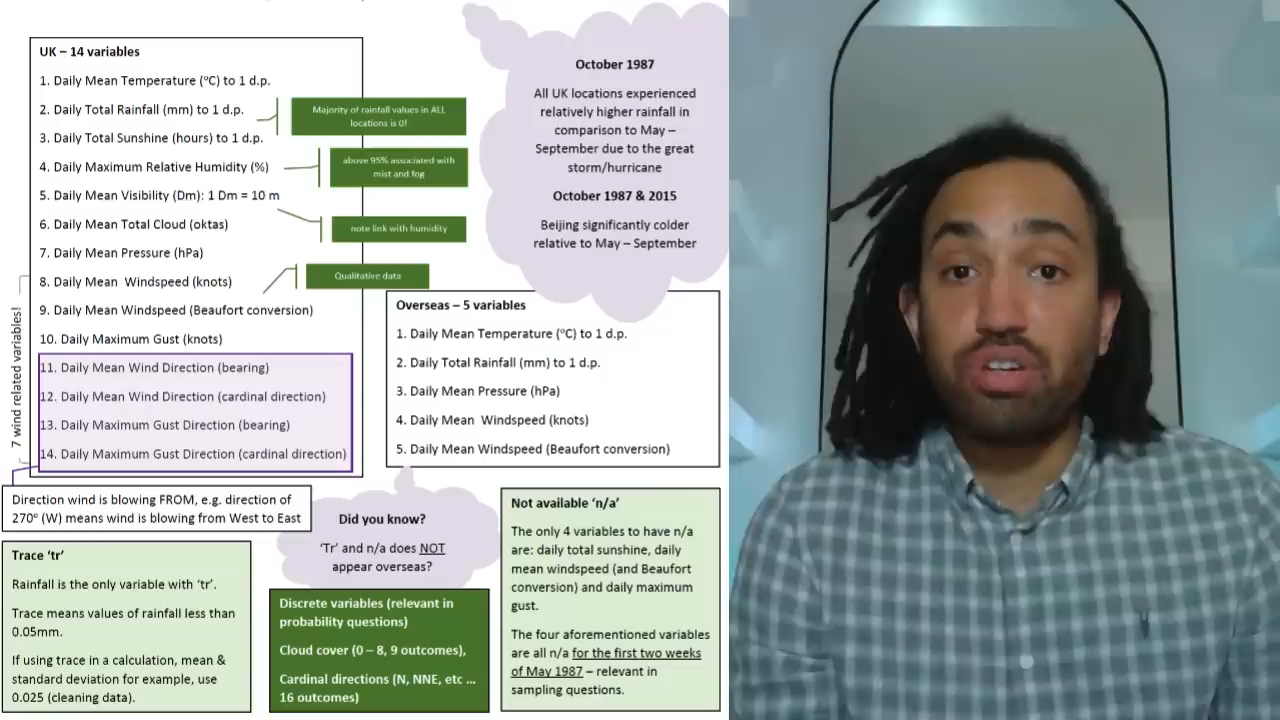 UK – 14 variables
1. Daily Mean Temperature (°C) to 1 d.p.
2. Daily Total Rainfall (mm) to 1 d.p.
3. Daily Total Sunshine (hours) to 1 d.p.
4. Daily Maximum Relative Humidity (%)
5. Daily Mean Visibility (Dm): 1 Dm = 10 m
6. Daily Mean Total Cloud (oktas)
7. Daily Mean Pressure (hPa)
8. Daily Mean Windspeed (knots)
9. Daily Mean Windspeed (Beaufort conversion)
10. Daily Maximum Gust (knots)
11. Daily Mean Wind Direction (bearing)
12. Daily Mean Wind Direction (cardinal direction)
13. Daily Maximum Gust Direction (bearing)
14. Daily Maximum Gust Direction (cardinal direction)
7 wind related variables!
Majority of rainfall values in ALL
locations is 0!
above 95% associated with
mist and fog
note link with humidity
Qualitative data
October 1987
All UK locations experienced
relatively higher rainfall in
comparison to May –
September due to the great
storm/hurricane
October 1987 & 2015
Beijing significantly colder
relative to May – September
Overseas – 5 variables
1. Daily Mean Temperature (°C) to 1 d.p.
2. Daily Total Rainfall (mm) to 1 d.p.
3. Daily Mean Pressure (hPa)
4. Daily Mean Windspeed (knots)
5. Daily Mean Windspeed (Beaufort conversion)
Direction wind is blowing FROM, e.g. direction of
270° (W) means wind is blowing from West to East
Trace ‘tr’
Rainfall is the only variable with ‘tr’.
Trace means values of rainfall less than
0.05mm.
If using trace in a calculation, mean &
standard deviation for example, use
0.025 (cleaning data).
Did you know?
‘Tr’ and n/a does NOT
appear overseas?
Discrete variables (relevant in
probability questions)
Cloud cover (0 – 8, 9 outcomes),
Cardinal directions (N, NNE, etc ...
16 outcomes)
Not available ‘n/a’
The only 4 variables to have n/a
are: daily total sunshine, daily
mean windspeed (and Beaufort
conversion) and daily maximum
gust.
The four aforementioned variables
are all n/a for the first two weeks
of May 1987 – relevant in
sampling questions.